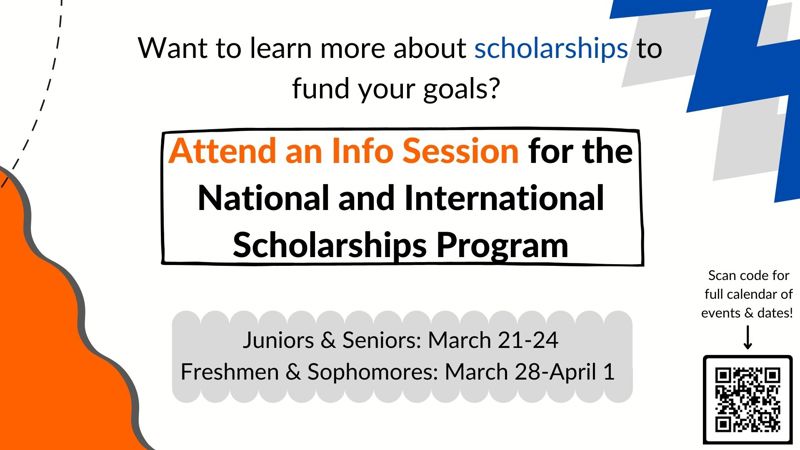 Want to learn more about scholarships to
fund your goals?
Attend an Info Session for the
National and International
Scholarships Program
Juniors & Seniors: March 21-24
Freshmen & Sophomores: March 28-April 1
Scan code for
full calendar of
events & dates!